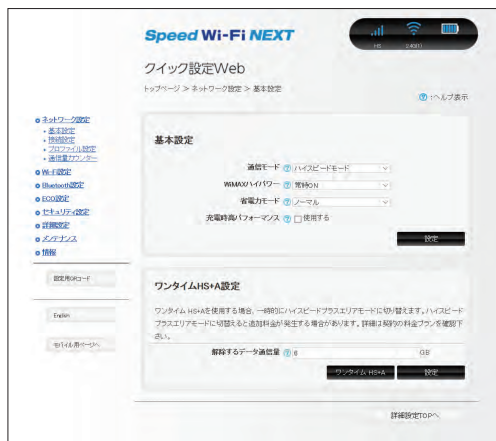 Speed Wi-Fi NEXT
HS
2.4GHz
クイック設定Web
トップページ > ネットワーク設定 > 基本設定
:ヘルプ表示
ネットワーク設定
基本設定
接続設定
プロファイル設定
通信量カウンター
Wi-Fi設定
Bluetooth設定
ECO設定
セキュリティ設定
詳細設定
メンテナンス
情報
設定用QRコード
English
モバイル用ページへ
基本設定
通信モード ? ハイスピードモード
WiMAXハイパワー ? 常時ON
省電力モード ? ノーマル
充電時高パフォーマンス ? 使用する
設定
ワンタイムHS+A設定
ワンタイム HS+Aを使用する場合、一時的にハイスピードプラスエリアモードに切り替えます。ハイスピード
プラスエリアモードに切替えると追加料金が発生する場合があります。詳細は契約の料金プランを確認下
さい。
解除するデータ通信量 ? 6 GB
ワンタイム HS+A 設定
詳細設定TOPへ